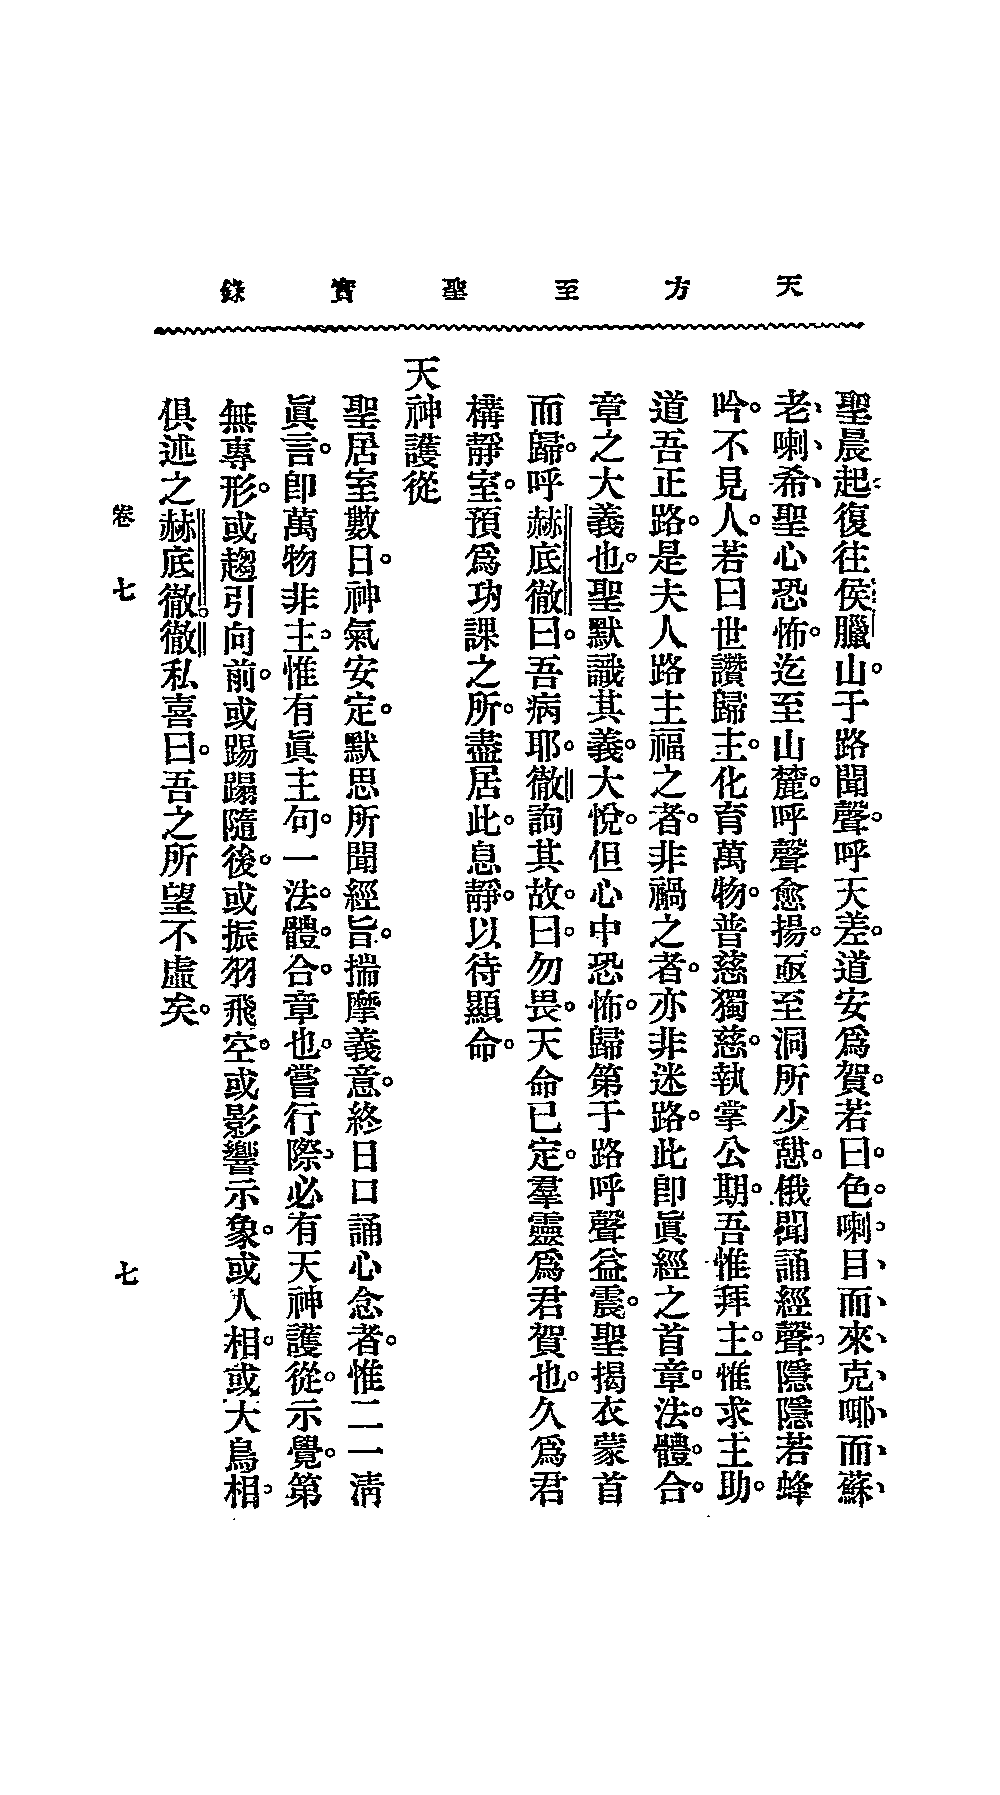 天方至聖實錄
聖晨起復往侯臘山。于路聞聲。呼天差。道安爲賀。若曰。色喇、目、而、來、克、哪、而、蘇、
老、喇、希、聖心恐怖。迄至山麓。呼聲愈揚。亟至洞所少憩。俄聞誦經聲。隱隱若蜂
吟。不見人。若曰世讚歸主。化育萬物。普慈獨慈。執掌公期。吾惟拜主。惟求主助。
道吾正路。是夫人路主福之者。非禍之者。亦非迷路。此即眞經之首章。法。體。合。
章之大義也。聖默識其義。大悅。但心中恐怖。歸第于路呼聲益震。聖揭衣蒙首
而歸。呼赫底徹曰。吾病耶。徹詢其故。曰。勿畏。天命已定。羣靈爲君賀也。久爲君
構靜室。預爲功課之所。盡居此。息靜。以待顯命。
天神護從
聖居室數日。神氣安定。默思所聞經旨。揣摩義意。終日口誦心念者。惟二一清
眞言。即萬物非主。惟有眞主句。一法。體。合。章也。嘗行際。必有天神護從。示覺。第
無專形。或趨引向前。或踢蹋隨後。或振羽飛空。或影響示象。或人相。或大鳥相。
俱述之赫底徹。徹私喜曰。吾之所望不虛矣。
卷七
七